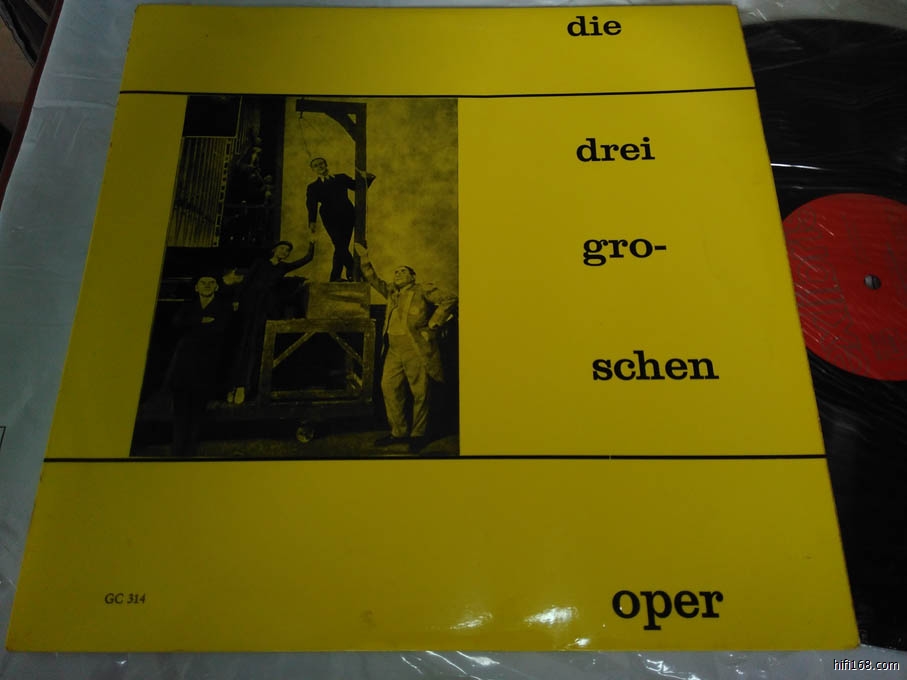 die
drei
gro-
schen
oper
GC 314
hifi168.com